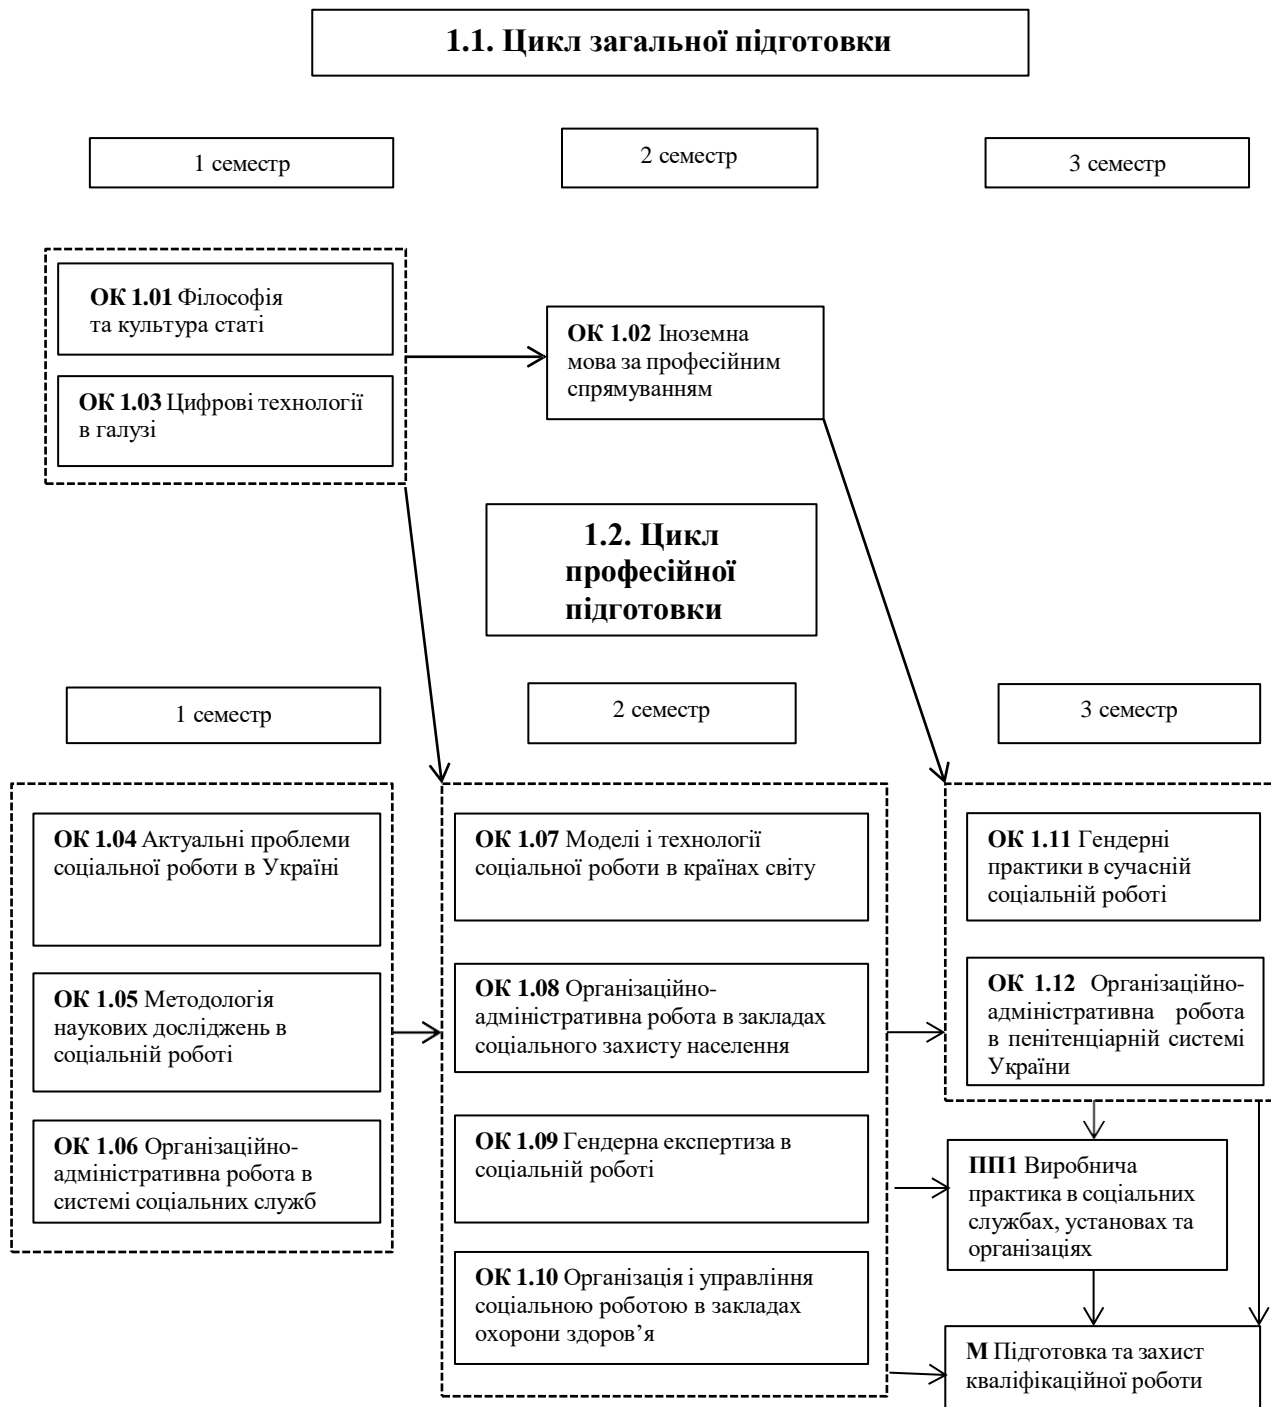 1.1. Цикл загальної підготовки
1 семестр
2 семестр
3 семестр
ОК 1.01 Філософія
та культура статі
ОК 1.03 Цифрові технології
в галузі
ОК 1.02 Іноземна
мова за професійним
спрямуванням
1.2. Цикл
професійної
підготовки
1 семестр
2 семестр
3 семестр
ОК 1.04 Актуальні проблеми
соціальної роботи в Україні
ОК 1.05 Методологія
наукових досліджень в
соціальній роботі
ОК 1.06 Організаційно-
адміністративна робота в
системі соціальних служб
ОК 1.07 Моделі і технології
соціальної роботи в країнах світу
ОК 1.08 Організаційно-
адміністративна робота в закладах
соціального захисту населення
ОК 1.09 Гендерна експертиза в
соціальній роботі
ОК 1.10 Організація і управління
соціальною роботою в закладах
охорони здоров’я
ОК 1.11 Гендерні
практики в сучасній
соціальній роботі
ОК 1.12 Організаційно-
адміністративна робота
в пенітенціарній системі
України
ПП1 Виробнича
практика в соціальних
службах, установах та
організаціях
М Підготовка та захист
кваліфікаційної роботи